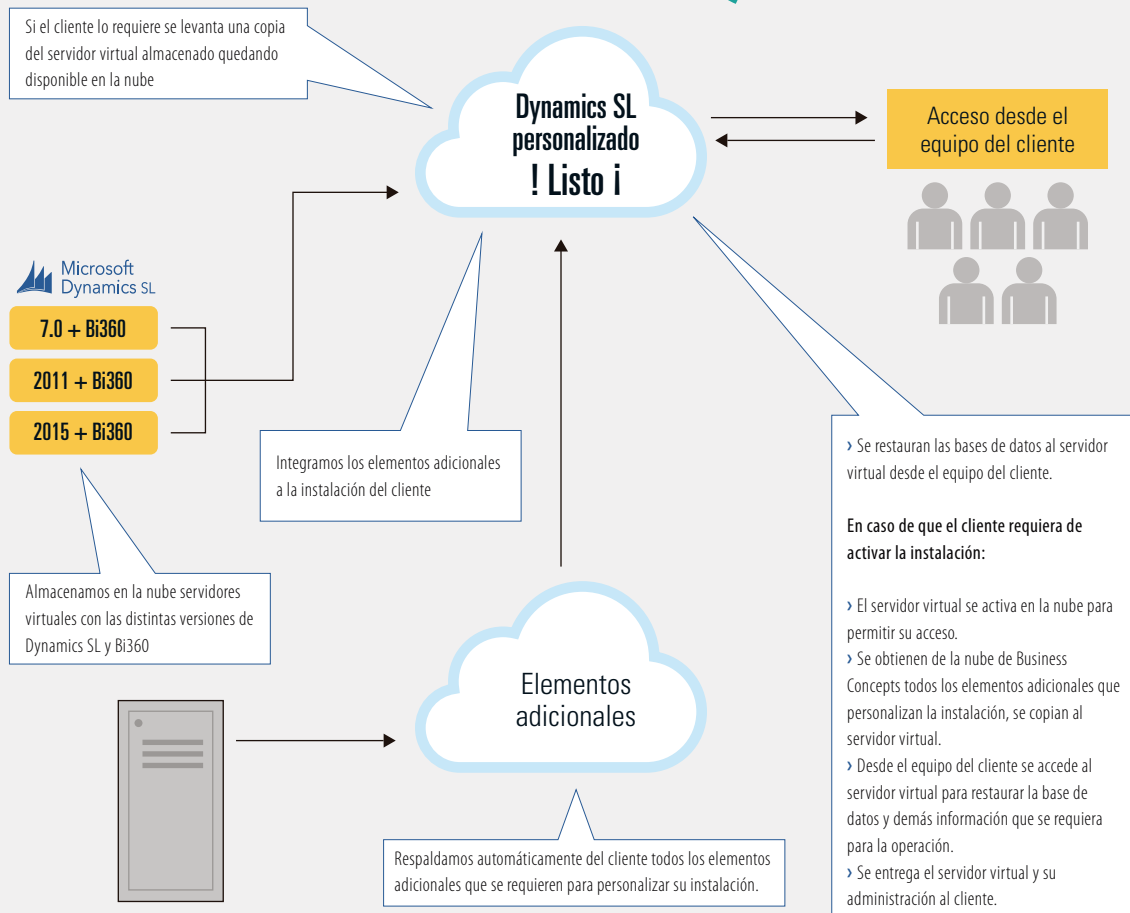 Si el cliente lo requiere se levanta una copia
del servidor virtual almacenado quedando
disponible en la nube
Dynamics SL
personalizado
! Listo ¡
Acceso desde el
equipo del cliente
Microsoft
Dynamics SL
7.0 + Bi360
2011 + Bi360
2015 + Bi360
Integramos los elementos adicionales
a la instalación del cliente
Almacenamos en la nube servidores
virtuales con las distintas versiones de
Dynamics SL y Bi360
Elementos
adicionales
Respaldamos automáticamente del cliente todos los elementos
adicionales que se requieren para personalizar su instalación.
› Se restauran las bases de datos al servidor
virtual desde el equipo del cliente.
En caso de que el cliente requiera de
activar la instalación:
› El servidor virtual se activa en la nube para
permitir su acceso.
› Se obtienen de la nube de Business
Concepts todos los elementos adicionales que
personalizan la instalación, se copian al
servidor virtual.
› Desde el equipo del cliente se accede al
servidor virtual para restaurar la base de
datos y demás información que se requiera
para la operación.
› Se entrega el servidor virtual y su
administración al cliente.